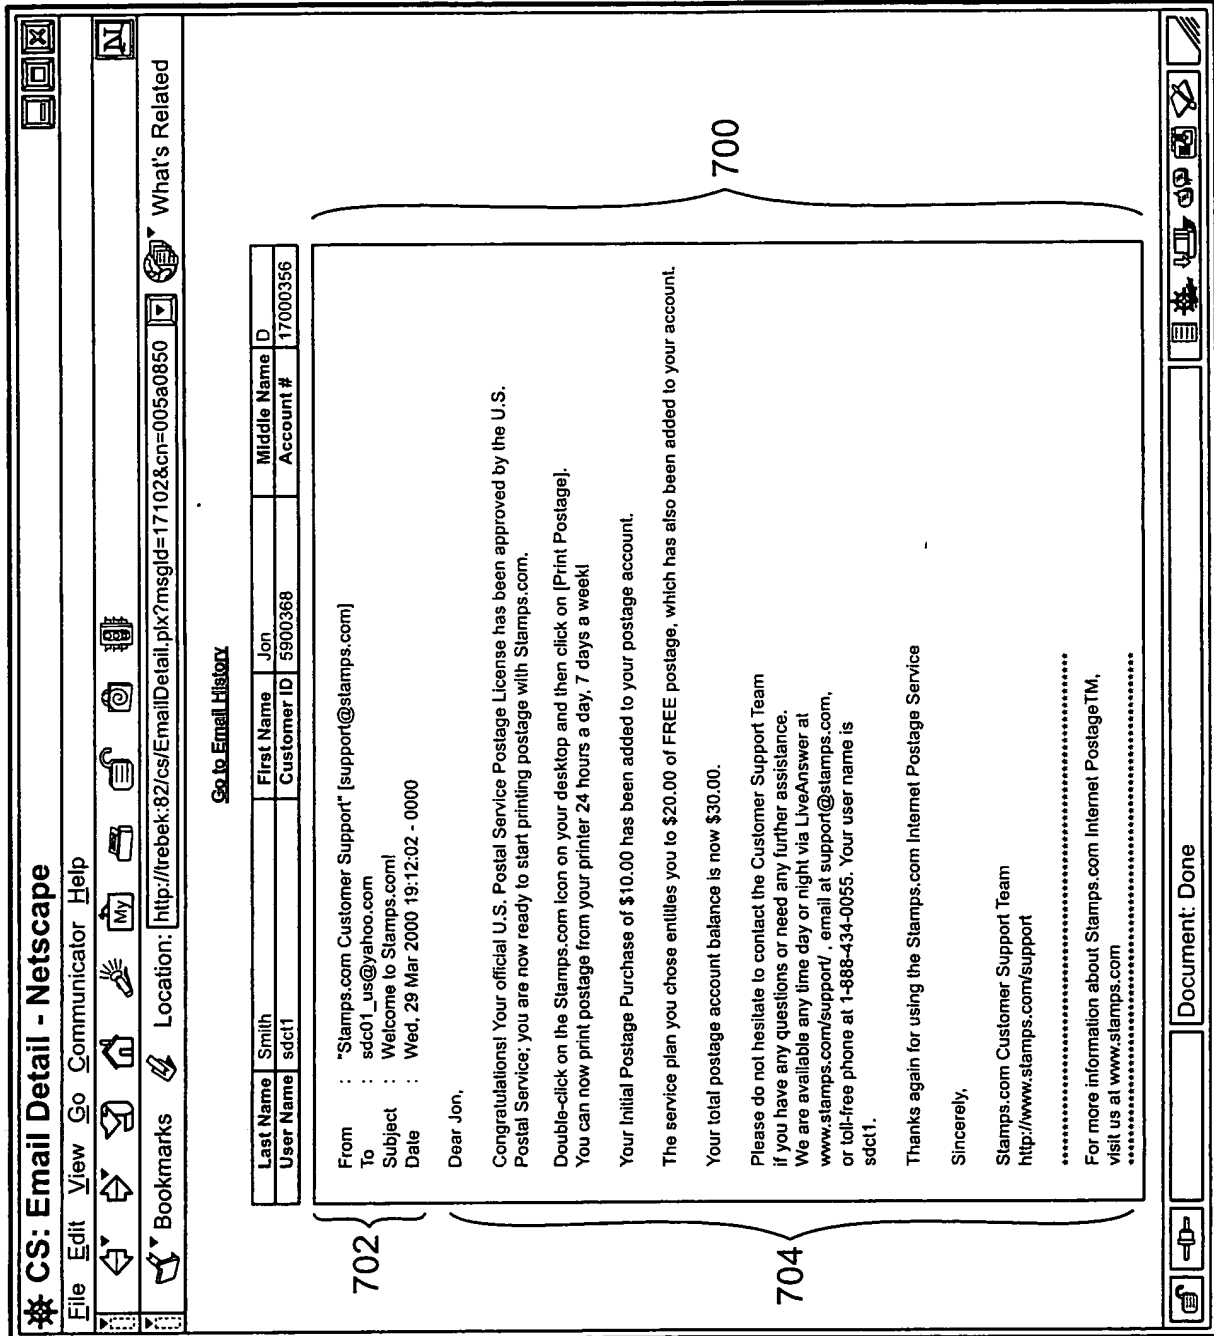 CS: Email Detail - Netscape
File Edit View Go Communicator Help
My
N
Bookmarks Location: http://trebek:82/cs/EmailDetail.plx?msgId=17102&cn=005a0850 What's Related
Go to Email History
Last Name Smith First Name Jon Middle Name D
User Name sdct1 Customer ID 5900368 Account # 17000356
From : "Stamps.com Customer Support" [support@stamps.com]
To : sdc01_us@yahoo.com
Subject : Welcome to Stamps.com!
Date : Wed, 29 Mar 2000 19:12:02 - 0000
702
Dear Jon,
Congratulations! Your official U.S. Postal Service Postage License has been approved by the U.S.
Postal Service; you are now ready to start printing postage with Stamps.com.
Double-click on the Stamps.com icon on your desktop and then click on [Print Postage].
You can now print postage from your printer 24 hours a day, 7 days a week!
Your Initial Postage Purchase of $10.00 has been added to your postage account.
The service plan you chose entitles you to $20.00 of FREE postage, which has also been added to your account.
Your total postage account balance is now $30.00.
700
Please do not hesitate to contact the Customer Support Team
if you have any questions or need any further assistance.
We are available any time day or night via LiveAnswer at
www.stamps.com/support/ , email at support@stamps.com,
or toll-free phone at 1-888-434-0055. Your user name is
sdct1.
704
Thanks again for using the Stamps.com Internet Postage Service
Sincerely,
Stamps.com Customer Support Team
http://www.stamps.com/support
************************************************************
For more information about Stamps.com Internet PostageTM,
visit us at www.stamps.com
************************************************************
Document: Done